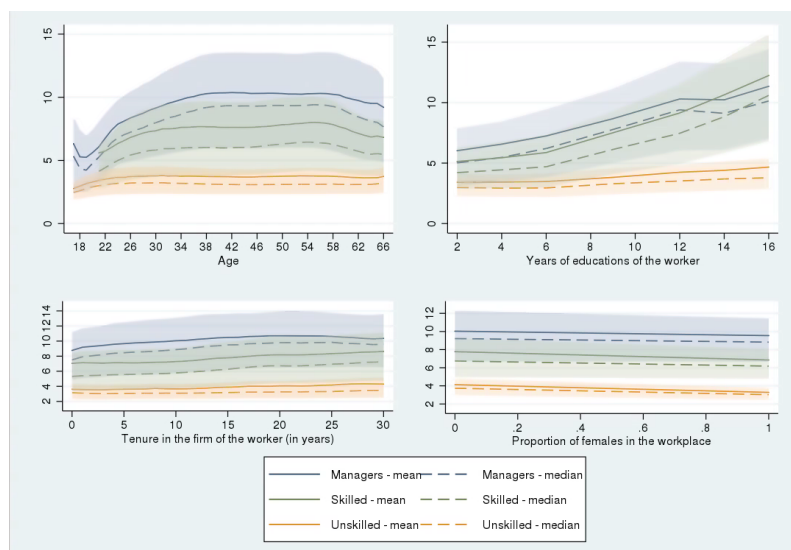 15
10
5
0
18 22 26 30 34 38 42 46 50 54 58 62 66
Age
15
10
5
0
2 4 6 8 10 12 14 16
Years of educations of the worker
14
12
10
8
6
4
2
0 5 10 15 20 25 30
Tenure in the firm of the worker (in years)
12
10
8
6
4
2
0 .2 .4 .6 .8 1
Proportion of females in the workplace
Managers - mean Managers - median
Skilled - mean Skilled - median
Unskilled - mean Unskilled - median